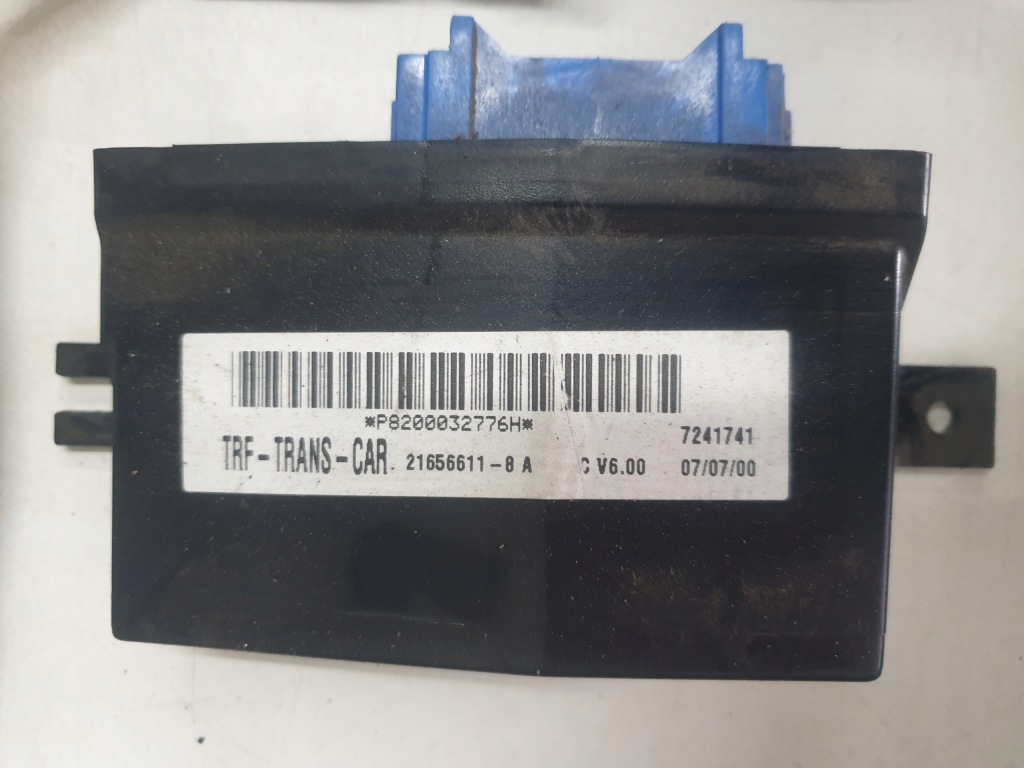 *P8200032776H*
7241741
TRF-TRANS-CAR. 21656611-8 A C V6.00 07/07/00